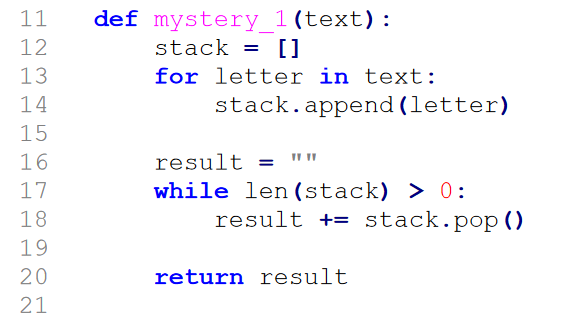 11 def mystery_1(text):
12 stack = []
13 for letter in text:
14 stack.append(letter)
15
16 result = ""
17 while len(stack) > 0:
18 result += stack.pop()
19
20 return result
21